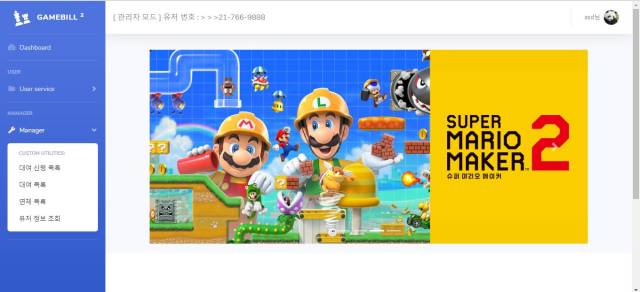 GAMEBILL 2
[ 관리자 모드 ] 유저 번호 : > > >21-766-9888
asd님
Dashboard
USER
User service
MANAGER
Manager
CUSTOM UTILITIES:
대여 신청 목록
대여 목록
연체 목록
유저 정보 조회
M
L
SUPER
MARIO
MAKER 2
슈퍼 마리오 메이커